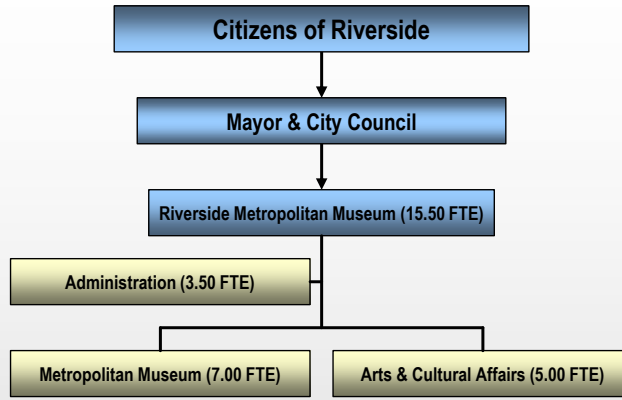 Citizens of Riverside
Mayor & City Council
Riverside Metropolitan Museum (15.50 FTE)
Administration (3.50 FTE)
Metropolitan Museum (7.00 FTE)
Arts & Cultural Affairs (5.00 FTE)